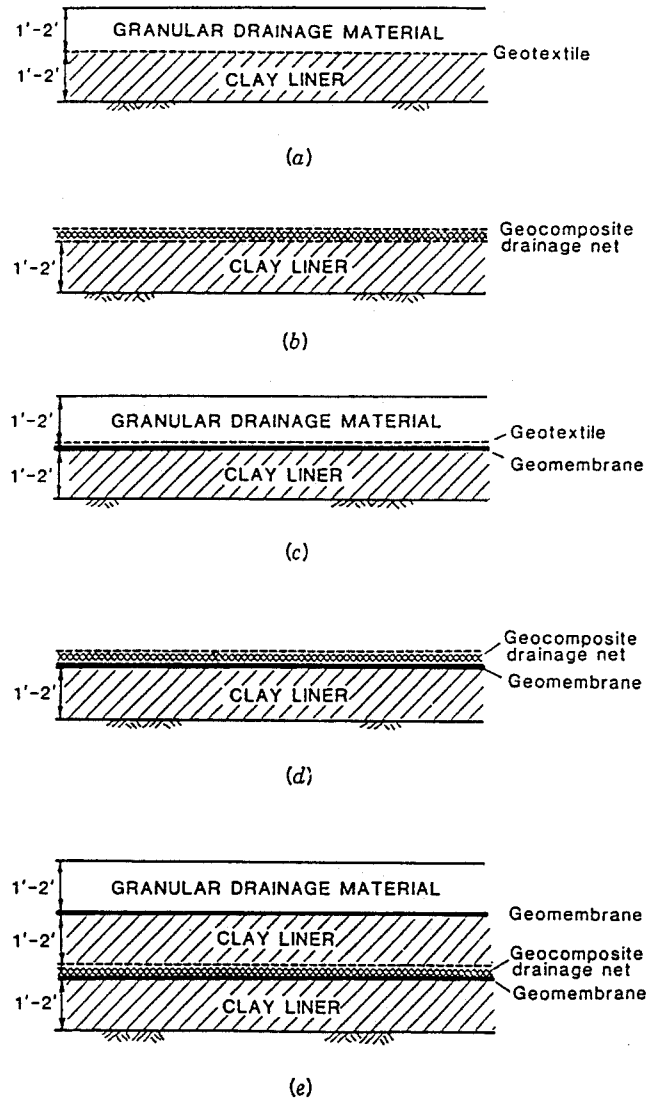 1'-2'
GRANULAR DRAINAGE MATERIAL
Geotextile
1'-2'
CLAY LINER
(a)
Geocomposite
drainage net
1'-2'
CLAY LINER
(b)
1'-2'
GRANULAR DRAINAGE MATERIAL
Geotextile
Geomembrane
1'-2'
CLAY LINER
(c)
Geocomposite
drainage net
Geomembrane
1'-2'
CLAY LINER
(d)
1'-2'
GRANULAR DRAINAGE MATERIAL
Geomembrane
1'-2'
CLAY LINER
Geocomposite
drainage net
Geomembrane
1'-2'
CLAY LINER
(e)